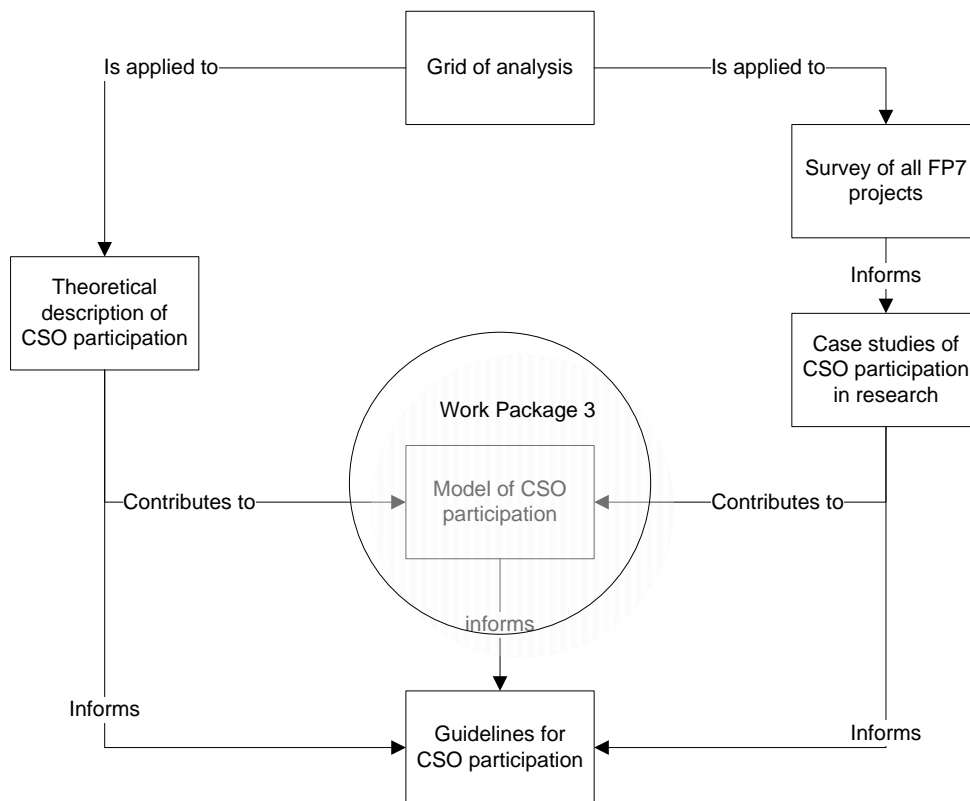 Grid of analysis
Is applied to
Is applied to
Survey of all FP7
projects
Informs
Theoretical
description of
CSO participation
Case studies of
CSO participation
in research
Work Package 3
Model of CSO
participation
Contributes to
Contributes to
informs
Informs
Informs
Guidelines for
CSO participation